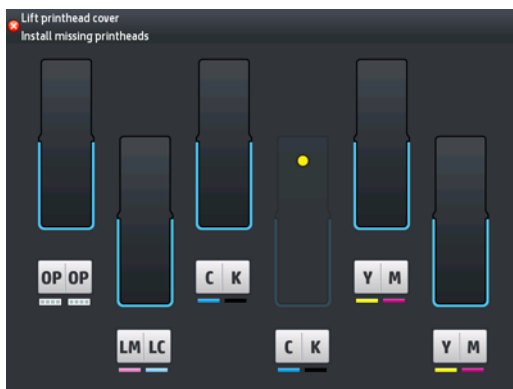 Lift printhead cover
Install missing printheads
OP OP
C K
Y M
LM LC
C K
Y M